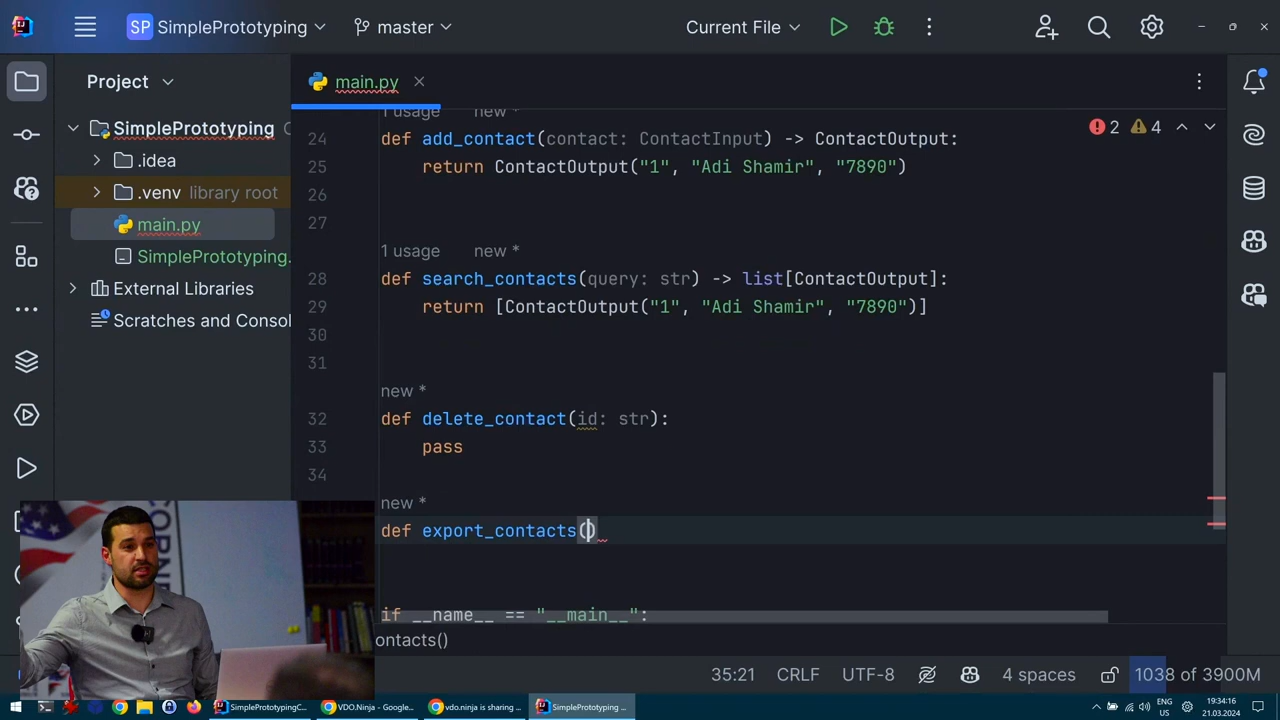 SP SimplePrototyping master Current File
Project
main.py
SimplePrototyping
.idea
.venv library root
main.py
SimplePrototyping.
External Libraries
Scratches and Consol
1 usage new *
2 4
24 def add_contact(contact: ContactInput) -> ContactOutput:
25 return ContactOutput("1", "Adi Shamir", "7890")
26
27
1 usage new *
28 def search_contacts(query: str) -> list[ContactOutput]:
29 return [ContactOutput("1", "Adi Shamir", "7890")]
30
31
new *
32 def delete_contact(id: str):
33 pass
34
new *
def export_contacts()
if __name__ == "__main__":
ontacts()
35:21 CRLF UTF-8 4 spaces 1038 of 3900M
CORNE
SimplePrototypingC...
VDO.Ninja - Google...
vdo.ninja is sharing ...
SimplePrototyping ...
ENG
19:34:16
21.03.2024